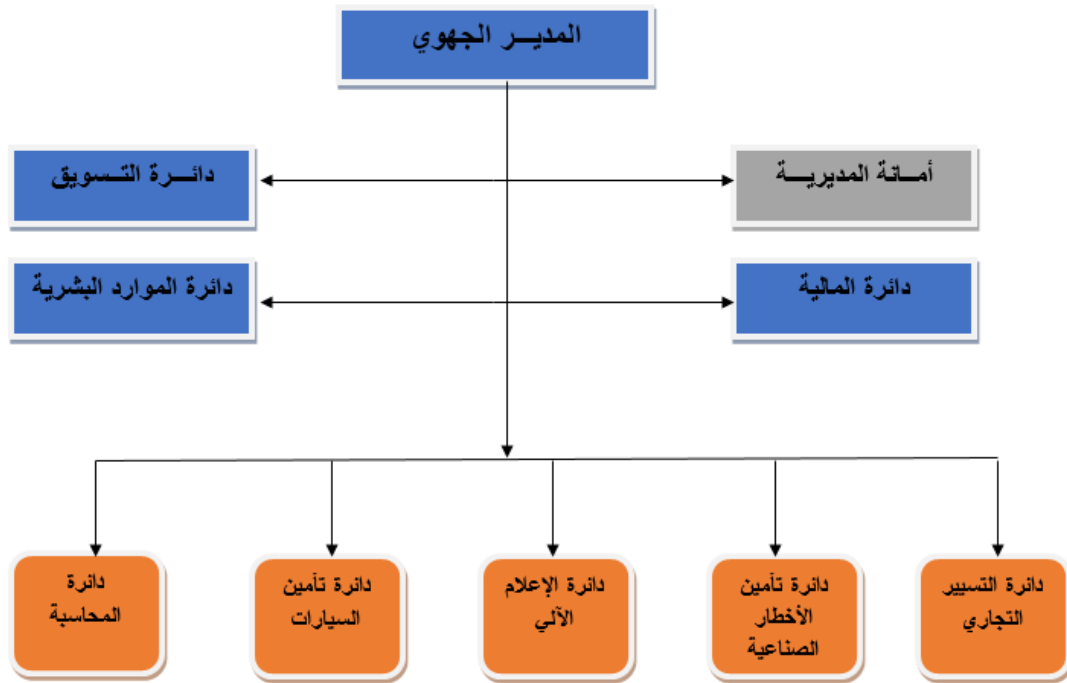 المديــر الجهوي
أمــانة المديريــة
دائــرة التــسويق
دائرة المالية
دائرة الموارد البشرية
دائرة التسيير
التجاري
دائرة تأمين
الأخطار
الصناعية
دائرة الإعلام
الآلي
دائرة تأمين
السيارات
دائرة
المحاسبة